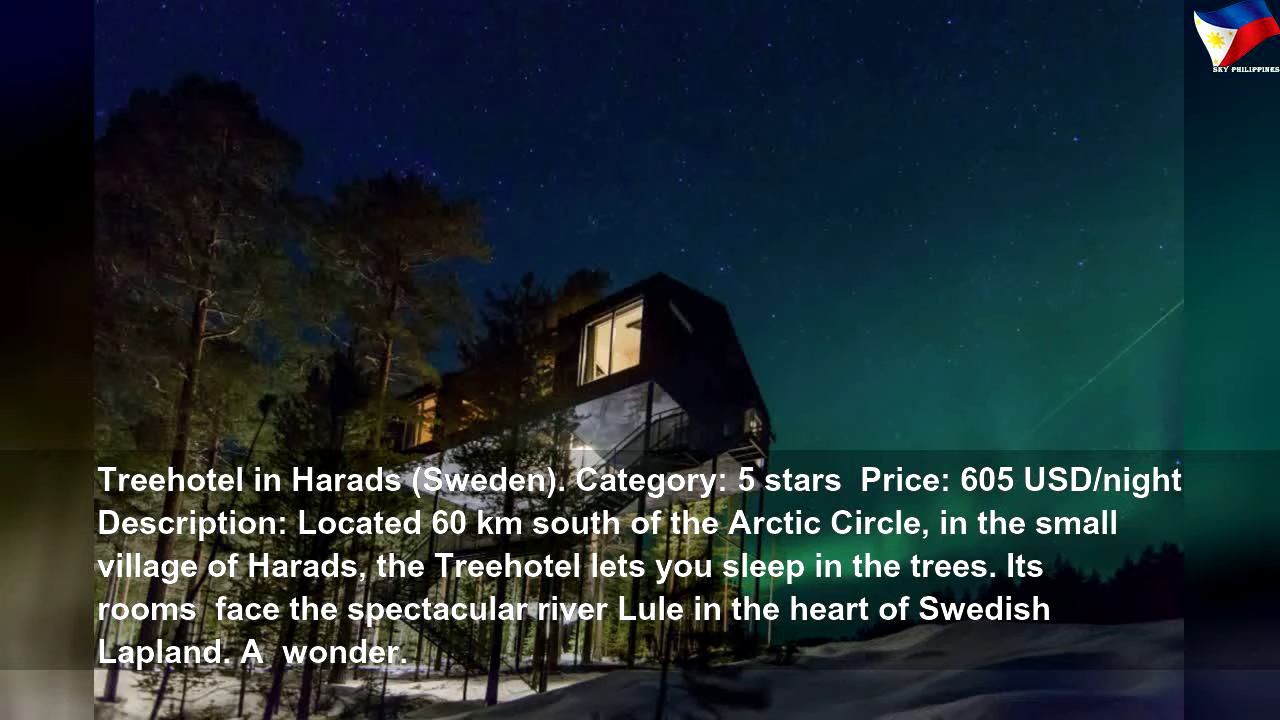 SKY PHILIPPINES
Treehotel in Harads (Sweden). Category: 5 stars  Price: 605 USD/night
Description: Located 60 km south of the Arctic Circle, in the small
village of Harads, the Treehotel lets you sleep in the trees. Its
rooms  face the spectacular river Lule in the heart of Swedish
Lapland. A  wonder.